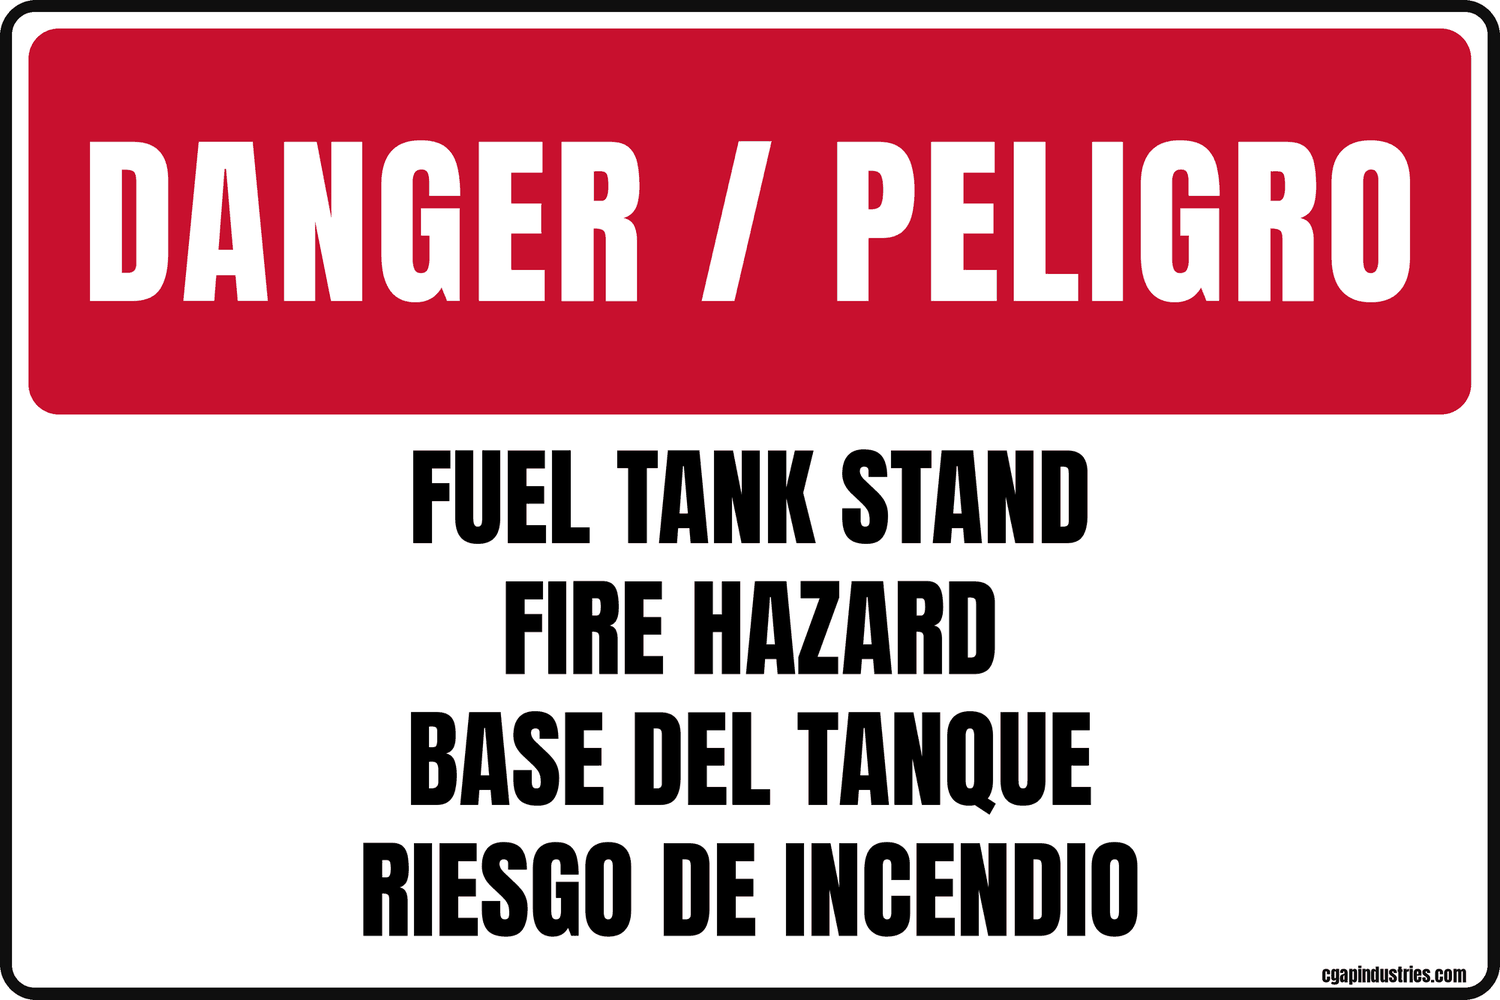 DANGER / PELIGRO
FUEL TANK STAND
FIRE HAZARD
BASE DEL TANQUE
RIESGO DE INCENDIO
cgapindustries.com